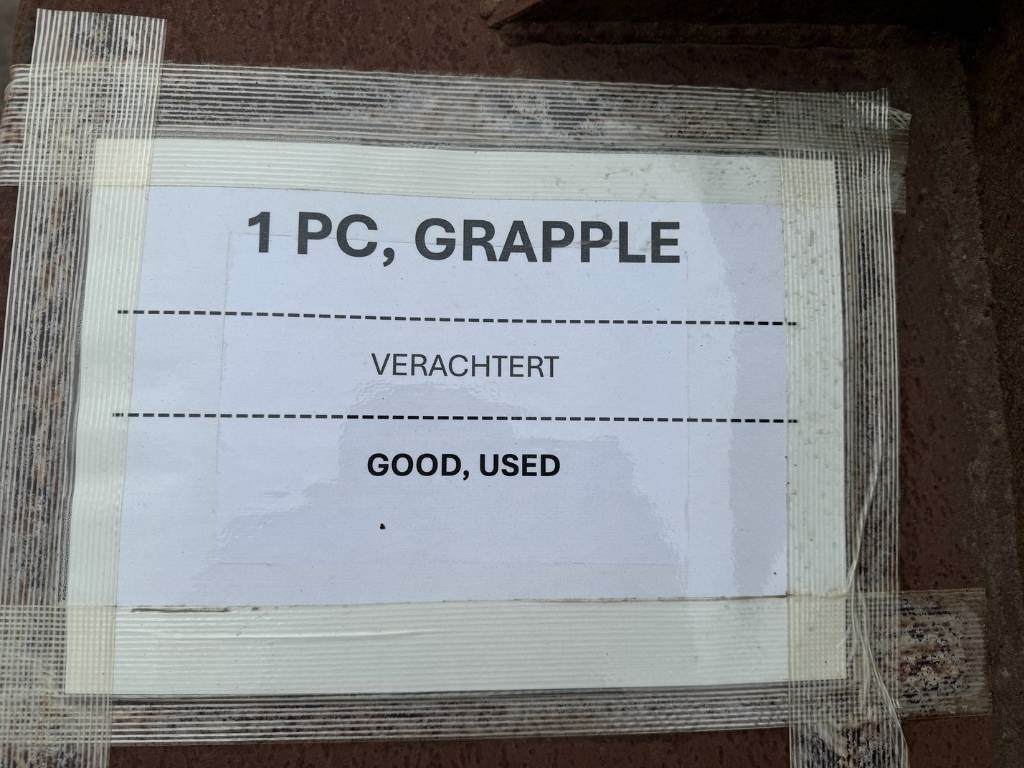 1 PC, GRAPPLE
VERACHTERT
GOOD, USED